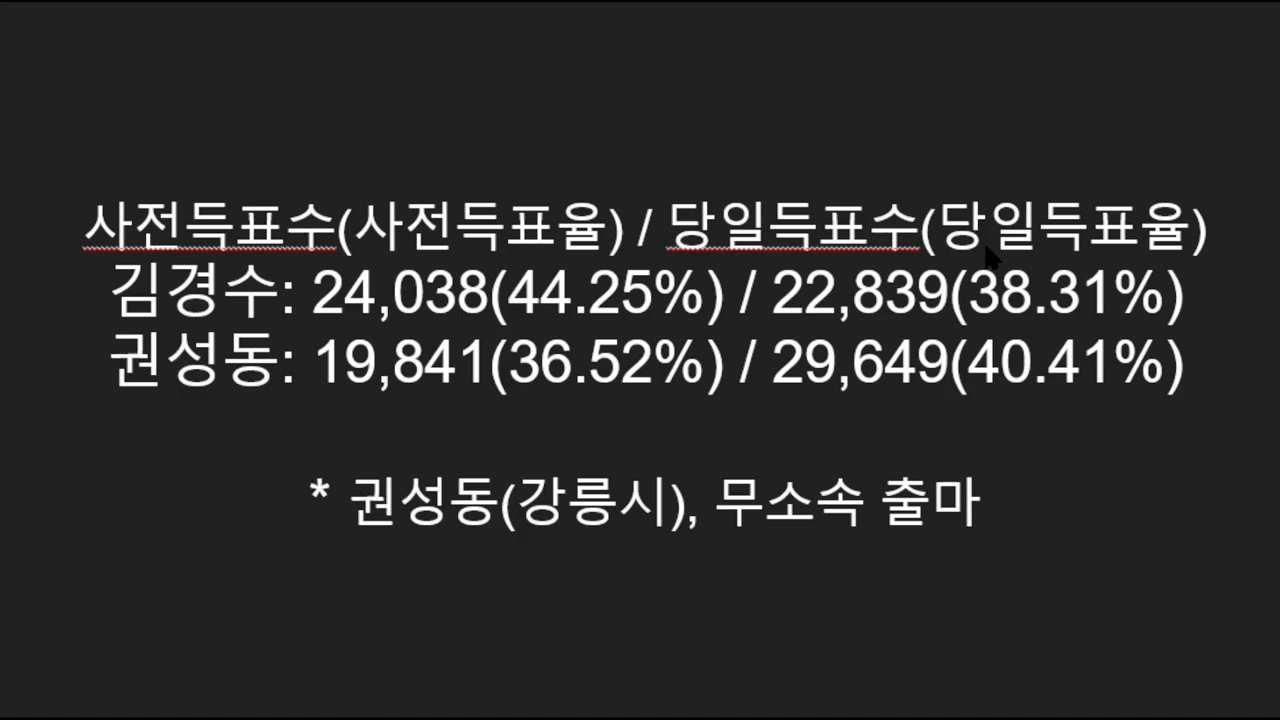 사전득표수(사전득표율) / 당일득표수(당일득표율)
김경수: 24,038(44.25%) / 22,839(38.31%)
권성동: 19,841(36.52%) / 29,649(40.41%)
* 권성동(강릉시), 무소속 출마